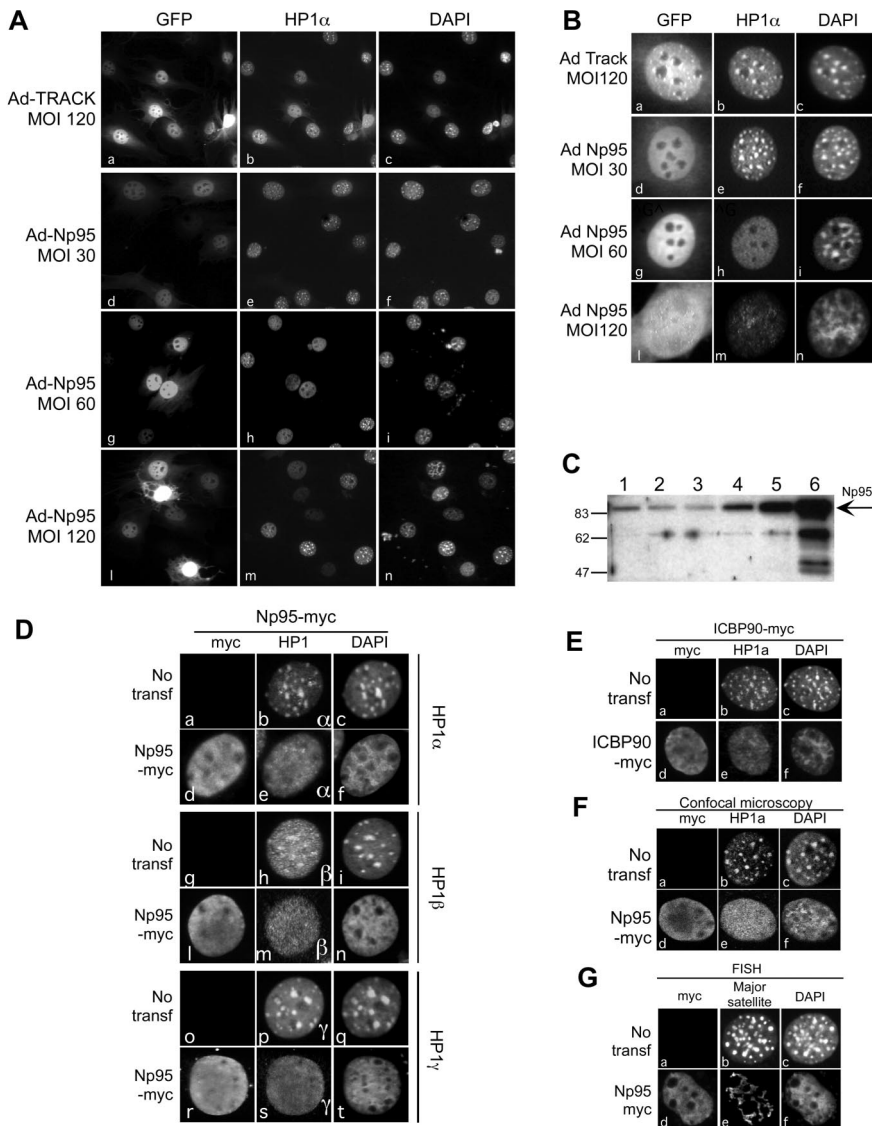 A
GFP HP1α DAPI
Ad-TRACK
MOI 120
a b c
Ad-Np95
MOI 30
d e f
Ad-Np95
MOI 60
g h i
Ad-Np95
MOI 120
l m n
B
GFP HP1α DAPI
Ad Track
MOI120
a b c
Ad Np95
MOI 30
d e f
Ad Np95
MOI 60
g h i
Ad Np95
MOI120
l m n
C
1 2 3 4 5 6
Np95
83
62
47
D
Np95-myc
myc HP1 DAPI
No
transf
a b α c
Np95
-myc
d e α f
HP1α
No
transf
g h β i
Np95
-myc
l m β n
HP1β
No
transf
o p γ q
Np95
-myc
r s γ t
HP1γ
E
ICBP90-myc
myc HP1a DAPI
No
transf
a b c
ICBP90
-myc
d e f
F
Confocal microscopy
myc HP1a DAPI
No
transf
a b c
Np95
-myc
d e f
G
FISH
myc Major
satellite DAPI
No
transf
a b c
Np95
myc
d e f